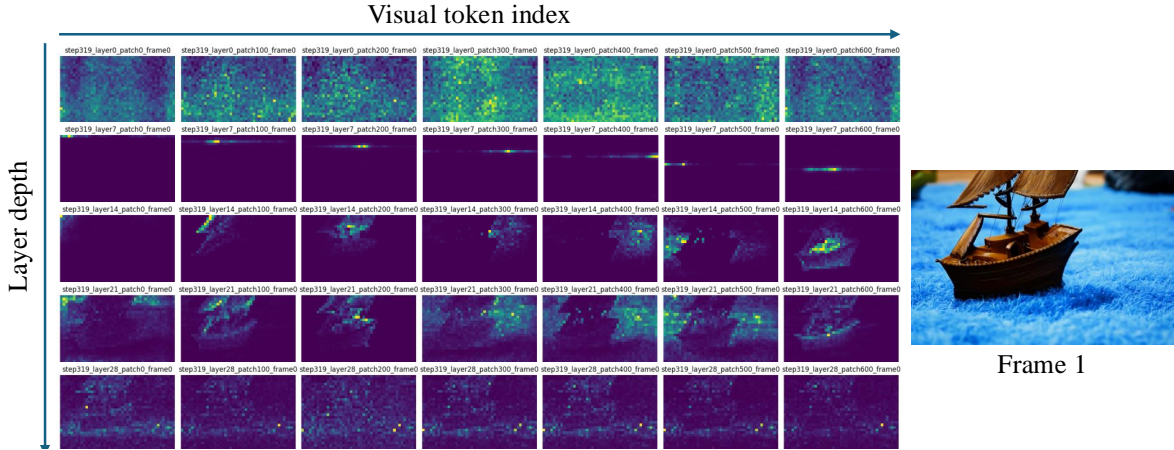 Visual token index
Layer depth
step319_layer0_patch0_frame0 step319_layer0_patch100_frame0 step319_layer0_patch200_frame0 step319_layer0_patch300_frame0 step319_layer0_patch400_frame0 step319_layer0_patch500_frame0 step319_layer0_patch600_frame0
step319_layer7_patch0_frame0 step319_layer7_patch100_frame0 step319_layer7_patch200_frame0 step319_layer7_patch300_frame0 step319_layer7_patch400_frame0 step319_layer7_patch500_frame0 step319_layer7_patch600_frame0
step319_layer14_patch0_frame0 step319_layer14_patch100_frame0 step319_layer14_patch200_frame0 step319_layer14_patch300_frame0 step319_layer14_patch400_frame0 step319_layer14_patch500_frame0 step319_layer14_patch600_frame0
step319_layer21_patch0_frame0 step319_layer21_patch100_frame0 step319_layer21_patch200_frame0 step319_layer21_patch300_frame0 step319_layer21_patch400_frame0 step319_layer21_patch500_frame0 step319_layer21_patch600_frame0
step319_layer28_patch0_frame0 step319_layer28_patch100_frame0 step319_layer28_patch200_frame0 step319_layer28_patch300_frame0 step319_layer28_patch400_frame0 step319_layer28_patch500_frame0 step319_layer28_patch600_frame0
Frame 1